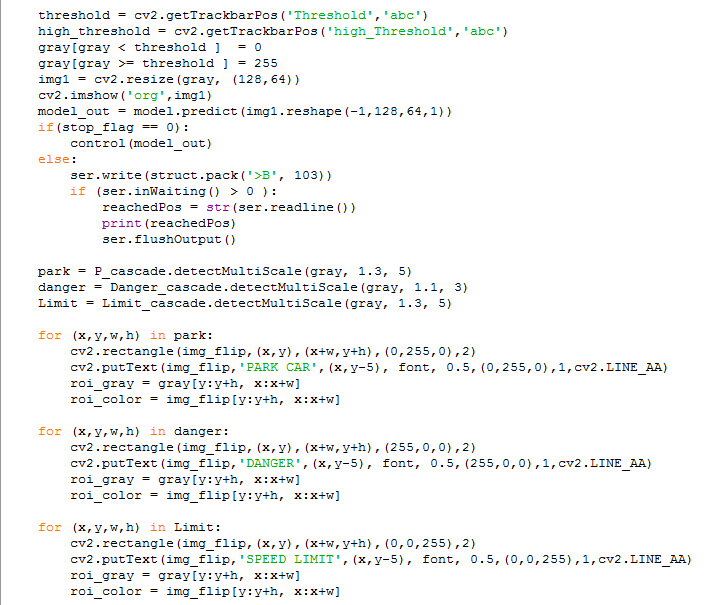 threshold = cv2.getTrackbarPos('Threshold','abc')
high_threshold = cv2.getTrackbarPos('high_Threshold','abc')
gray[gray < threshold ]  = 0
gray[gray >= threshold ] = 255
img1 = cv2.resize(gray, (128,64))
cv2.imshow('org',img1)
model_out = model.predict(img1.reshape(-1,128,64,1))
if(stop_flag == 0):
    control(model_out)
else:
    ser.write(struct.pack('>B', 103))
    if (ser.inWaiting() > 0 ):
        reachedPos = str(ser.readline())
        print(reachedPos)
        ser.flushOutput()

park = P_cascade.detectMultiScale(gray, 1.3, 5)
danger = Danger_cascade.detectMultiScale(gray, 1.1, 3)
Limit = Limit_cascade.detectMultiScale(gray, 1.3, 5)

for (x,y,w,h) in park:
    cv2.rectangle(img_flip,(x,y),(x+w,y+h),(0,255,0),2)
    cv2.putText(img_flip,'PARK CAR',(x,y-5), font, 0.5,(0,255,0),1,cv2.LINE_AA)
    roi_gray = gray[y:y+h, x:x+w]
    roi_color = img_flip[y:y+h, x:x+w]

for (x,y,w,h) in danger:
    cv2.rectangle(img_flip,(x,y),(x+w,y+h),(255,0,0),2)
    cv2.putText(img_flip,'DANGER',(x,y-5), font, 0.5,(255,0,0),1,cv2.LINE_AA)
    roi_gray = gray[y:y+h, x:x+w]
    roi_color = img_flip[y:y+h, x:x+w]

for (x,y,w,h) in Limit:
    cv2.rectangle(img_flip,(x,y),(x+w,y+h),(0,0,255),2)
    cv2.putText(img_flip,'SPEED LIMIT',(x,y-5), font, 0.5,(0,0,255),1,cv2.LINE_AA)
    roi_gray = gray[y:y+h, x:x+w]
    roi_color = img_flip[y:y+h, x:x+w]